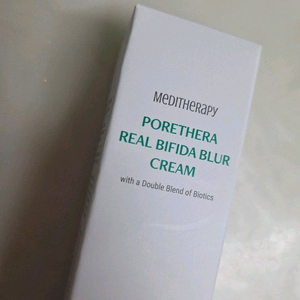 MEDITHERAPY
PORETHERA
REAL BIFIDA BLUR
CREAM
with a Double Blend of Biotics